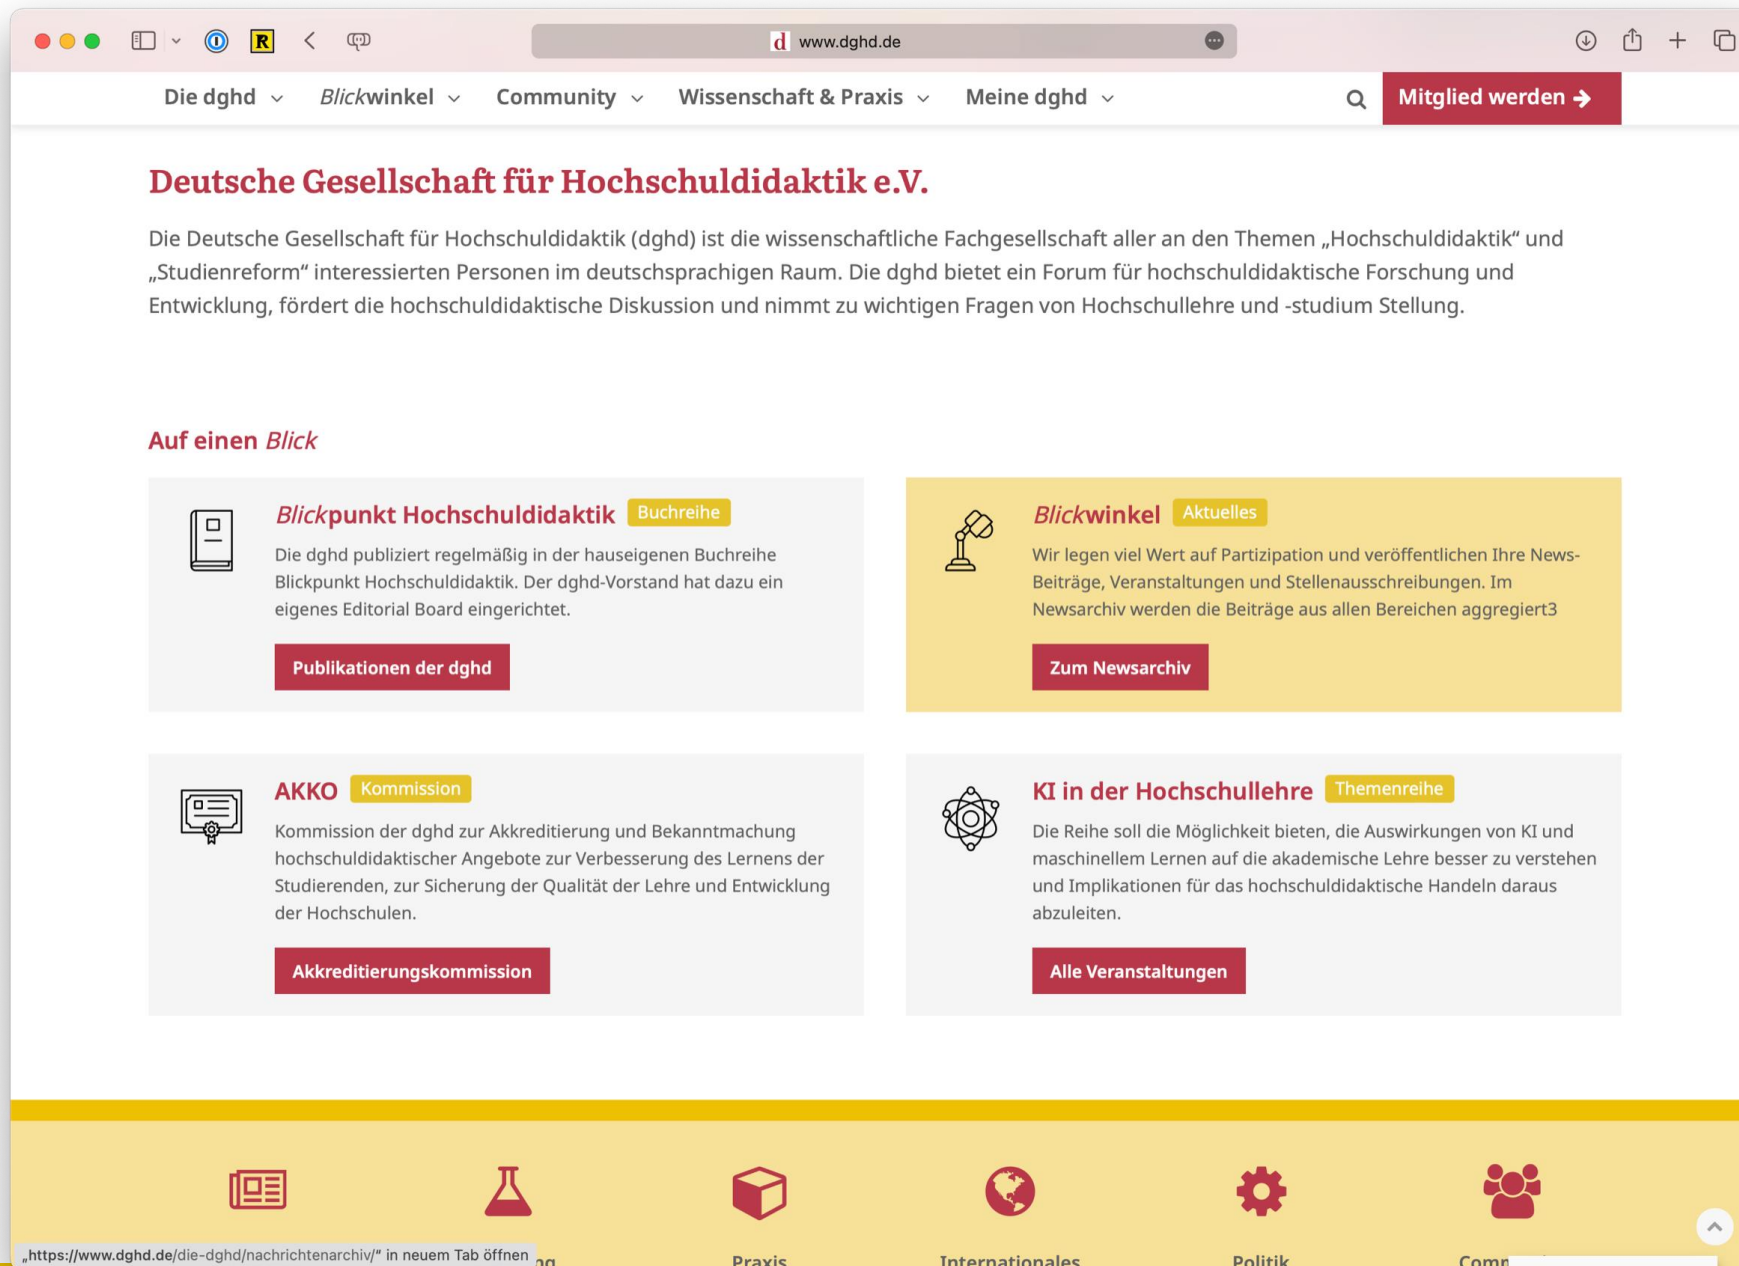 www.dghd.de
Die dghd Blickwinkel Community Wissenschaft & Praxis Meine dghd Mitglied werden
Deutsche Gesellschaft für Hochschuldidaktik e.V.
Die Deutsche Gesellschaft für Hochschuldidaktik (dghd) ist die wissenschaftliche Fachgesellschaft aller an den Themen „Hochschuldidaktik“ und
„Studienreform“ interessierten Personen im deutschsprachigen Raum. Die dghd bietet ein Forum für hochschuldidaktische Forschung und
Entwicklung, fördert die hochschuldidaktische Diskussion und nimmt zu wichtigen Fragen von Hochschullehre und -studium Stellung.
Auf einen Blick
Blickpunkt Hochschuldidaktik Buchreihe
Die dghd publiziert regelmäßig in der hauseigenen Buchreihe
Blickpunkt Hochschuldidaktik. Der dghd-Vorstand hat dazu ein
eigenes Editorial Board eingerichtet.
Publikationen der dghd
Blickwinkel Aktuelles
Wir legen viel Wert auf Partizipation und veröffentlichen Ihre News-
Beiträge, Veranstaltungen und Stellenausschreibungen. Im
Newsarchiv werden die Beiträge aus allen Bereichen aggregiert3
Zum Newsarchiv
AKKO Kommission
Kommission der dghd zur Akkreditierung und Bekanntmachung
hochschuldidaktischer Angebote zur Verbesserung des Lernens der
Studierenden, zur Sicherung der Qualität der Lehre und Entwicklung
der Hochschulen.
Akkreditierungskommission
KI in der Hochschullehre Themenreihe
Die Reihe soll die Möglichkeit bieten, die Auswirkungen von KI und
maschinellem Lernen auf die akademische Lehre besser zu verstehen
und Implikationen für das hochschuldidaktische Handeln daraus
abzuleiten.
Alle Veranstaltungen
Praxis Internationales Politik
„https://www.dghd.de/die-dghd/nachrichtenarchiv/“ in neuem Tab öffnen